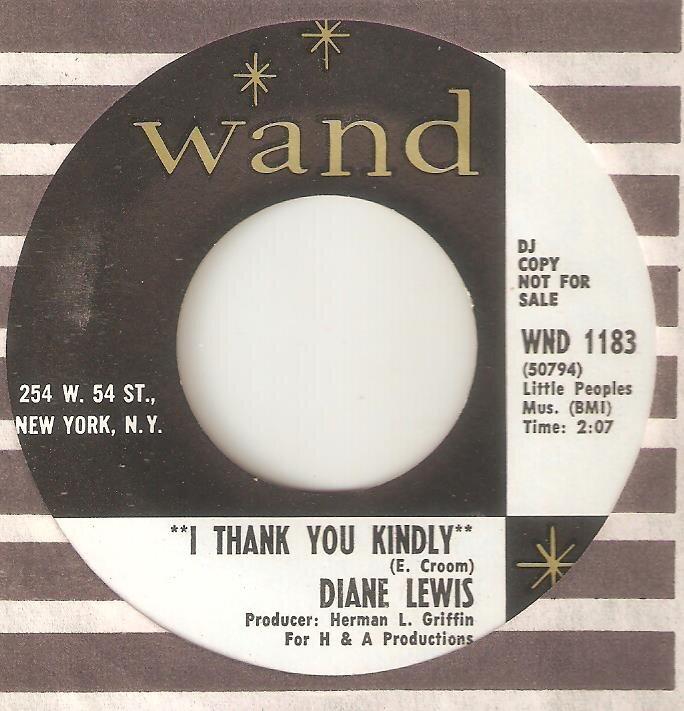 wand
DJ
COPY
NOT FOR
SALE
WND 1183
(50794)
Little Peoples
Mus. (BMI)
Time: 2:07
254 W. 54 ST.,
NEW YORK, N.Y.
**I THANK YOU KINDLY**
(E. Croom)
DIANE LEWIS
Producer: Herman L. Griffin
For H & A Productions